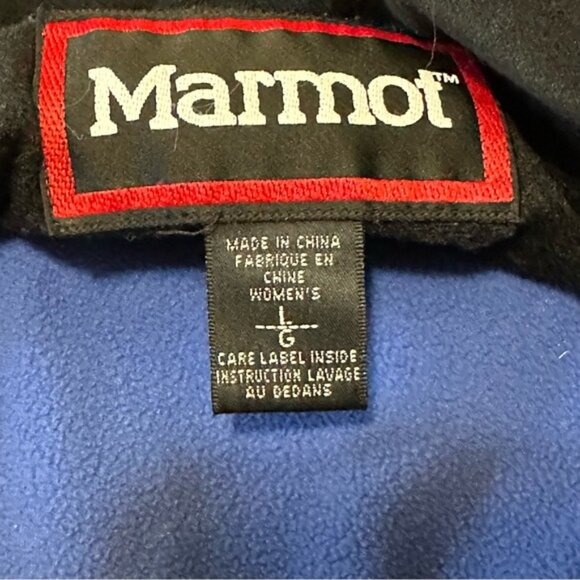 Marmot™
MADE IN CHINA
FABRIQUE EN
CHINE
WOMEN'S
L
G
CARE LABEL INSIDE
INSTRUCTION LAVAGE
AU DEDANS